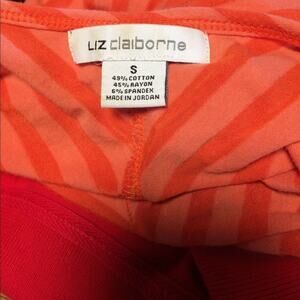 LIZ claiborne
S
49% COTTON
45% RAYON
6% SPANDEX
MADE IN JORDAN